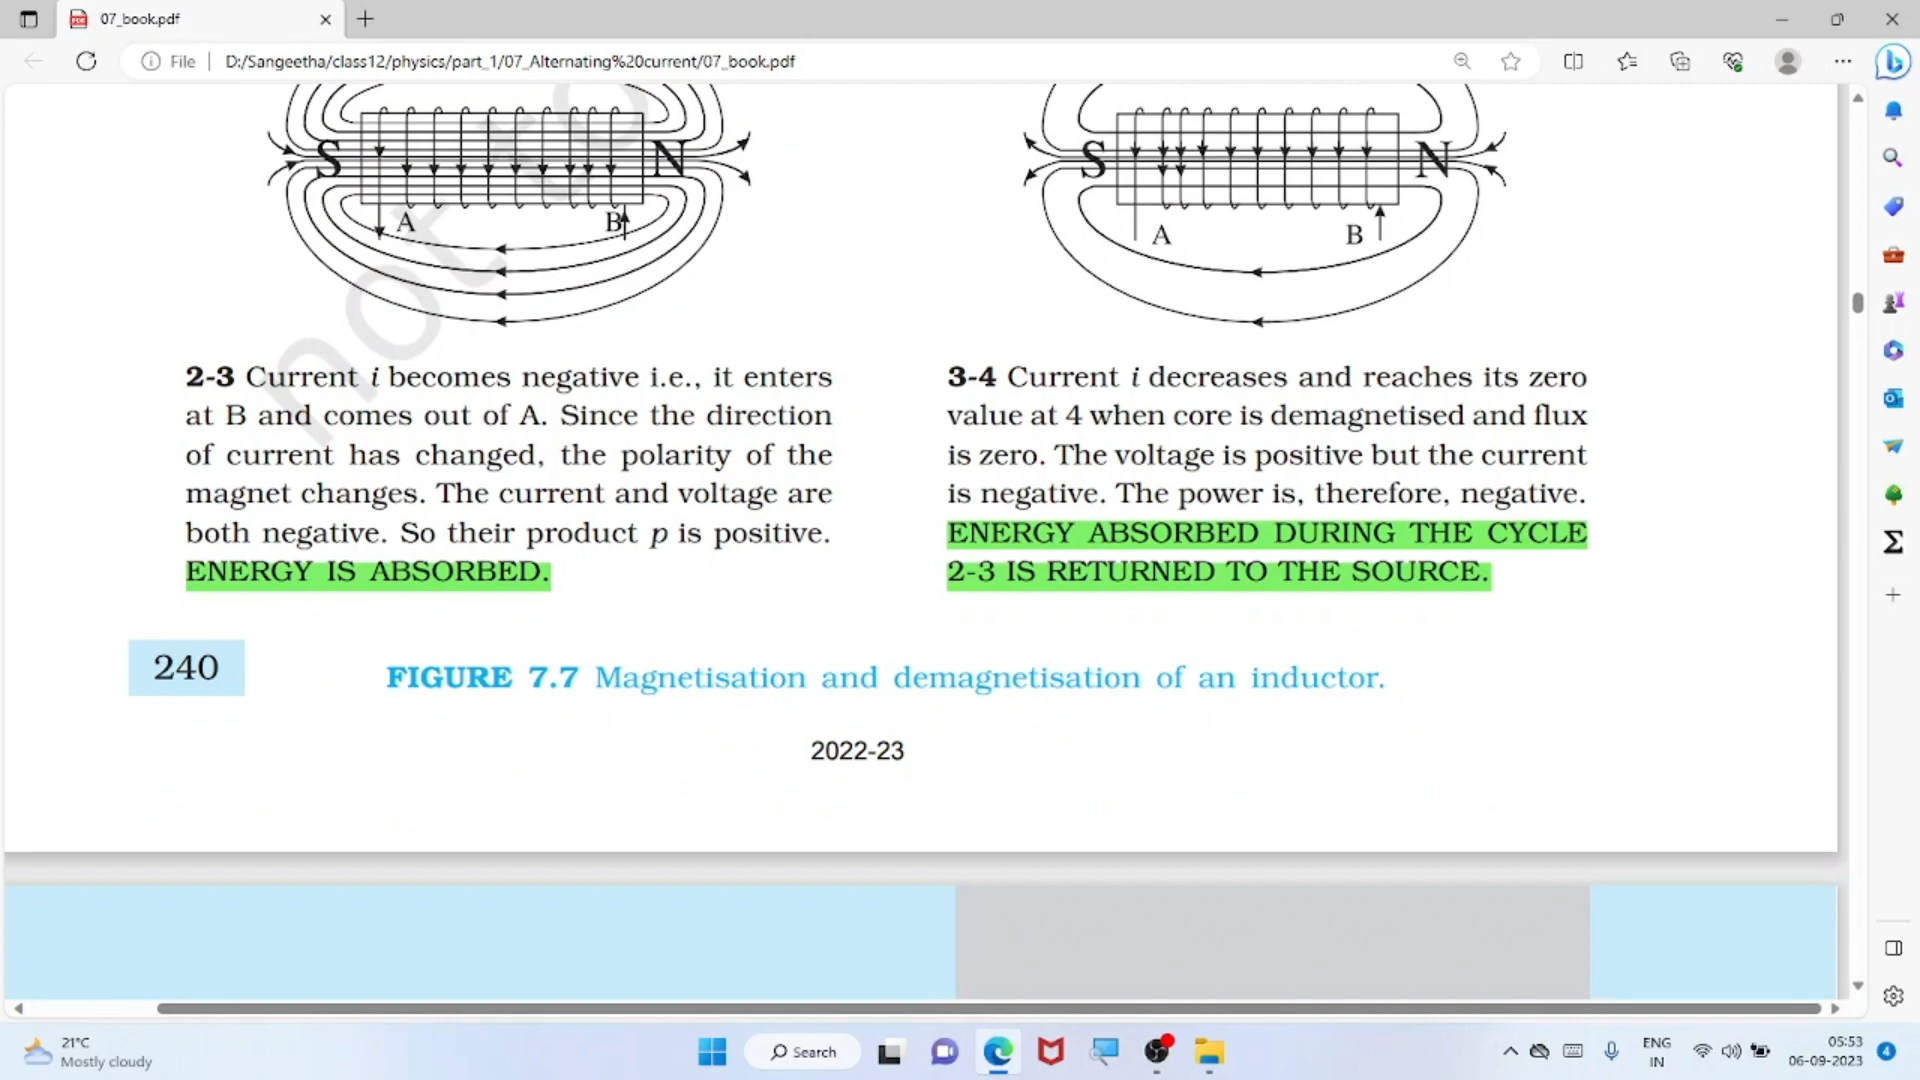 07_book.pdf
File
D:/Sangeetha/class12/physics/part_1/07_Alternating%20current/07_book.pdf
not to
S N
A B
S N
A B
2-3 Current i becomes negative i.e., it enters
at B and comes out of A. Since the direction
of current has changed, the polarity of the
magnet changes. The current and voltage are
both negative. So their product p is positive.
ENERGY IS ABSORBED.
3-4 Current i decreases and reaches its zero
value at 4 when core is demagnetised and flux
is zero. The voltage is positive but the current
is negative. The power is, therefore, negative.
ENERGY ABSORBED DURING THE CYCLE
2-3 IS RETURNED TO THE SOURCE.
240
FIGURE 7.7 Magnetisation and demagnetisation of an inductor.
2022-23
21°C
Mostly cloudy
Search
ENG
IN
05:53
06-09-2023
4